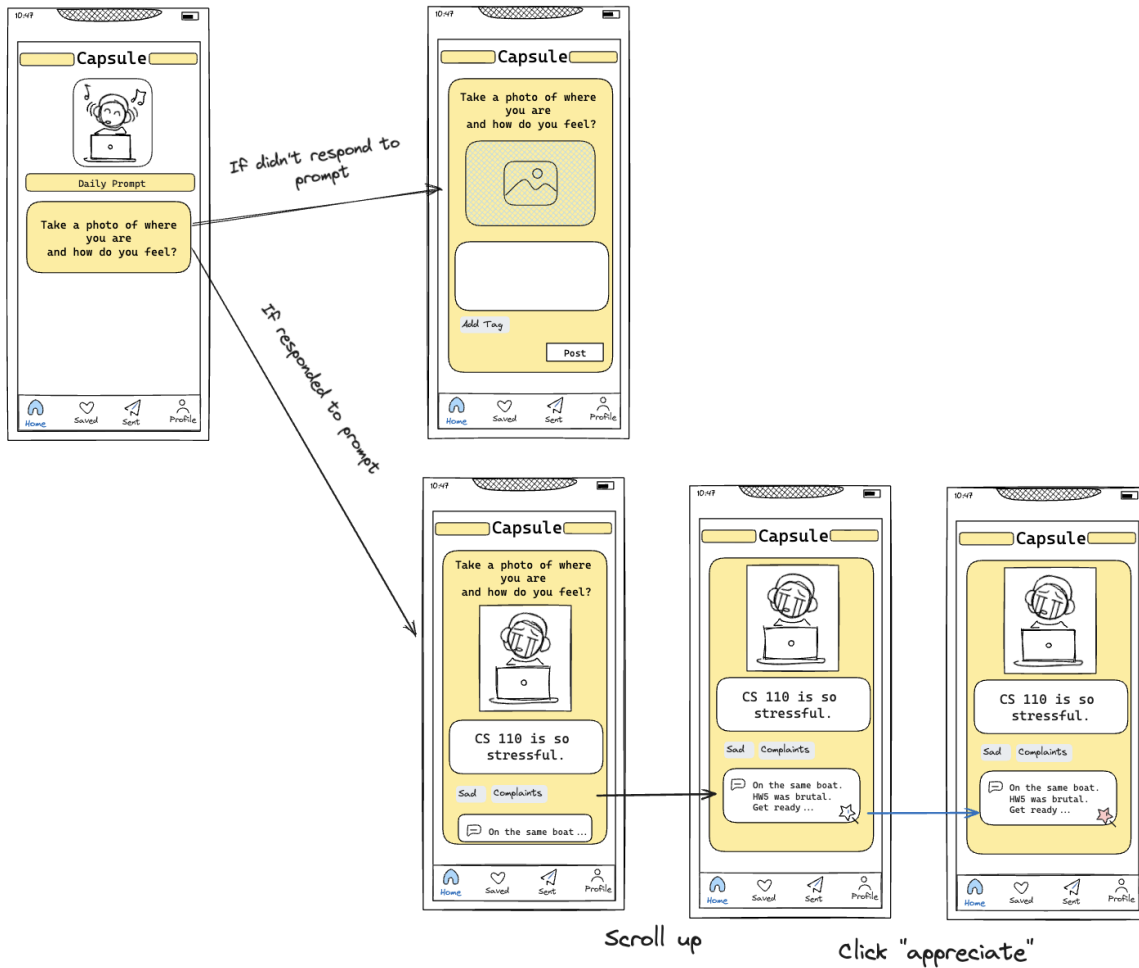 10:47
Capsule
Daily Prompt
Take a photo of where
you are
and how do you feel?
Home
Saved
Sent
Profile
If didn't respond to
prompt
10:47
Capsule
Take a photo of where
you are
and how do you feel?
Add Tag
Post
Home
Saved
Sent
Profile
If responded to prompt
10:47
Capsule
Take a photo of where
you are
and how do you feel?
CS 110 is so
stressful.
Sad
Complaints
On the same boat...
Home
Saved
Sent
Profile
Scroll up
10:47
Capsule
CS 110 is so
stressful.
Sad
Complaints
On the same boat.
HW5 was brutal.
Get ready...
Home
Saved
Sent
Profile
Click "appreciate"
10:47
Capsule
CS 110 is so
stressful.
Sad
Complaints
On the same boat.
HW5 was brutal.
Get ready...
Home
Saved
Sent
Profile